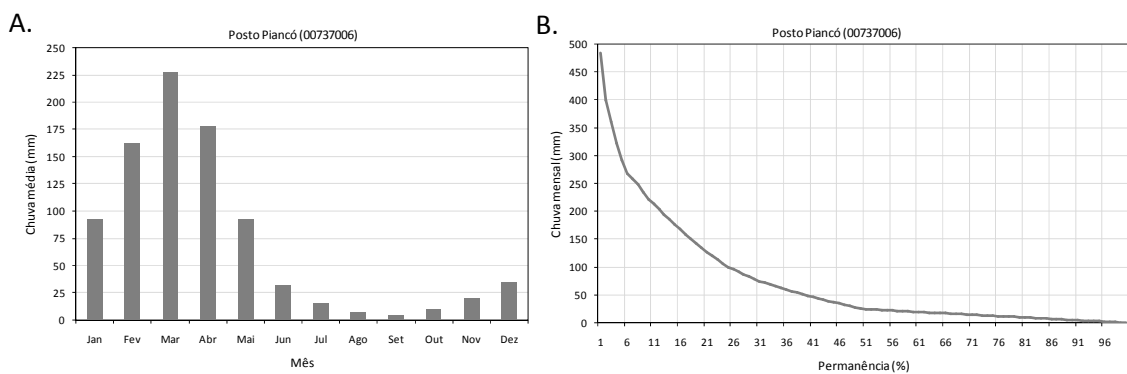 A.
Posto Piancó (00737006)
250
225
200
175
150
125
100
75
50
25
0
Chuva média (mm)
Jan Fev Mar Abr Mai Jun Jul Ago Set Out Nov Dez
Mês
B.
Posto Piancó (00737006)
500
450
400
350
300
250
200
150
100
50
0
Chuva mensal (mm)
1 6 11 16 21 26 31 36 41 46 51 56 61 66 71 76 81 86 91 96
Permanência (%)